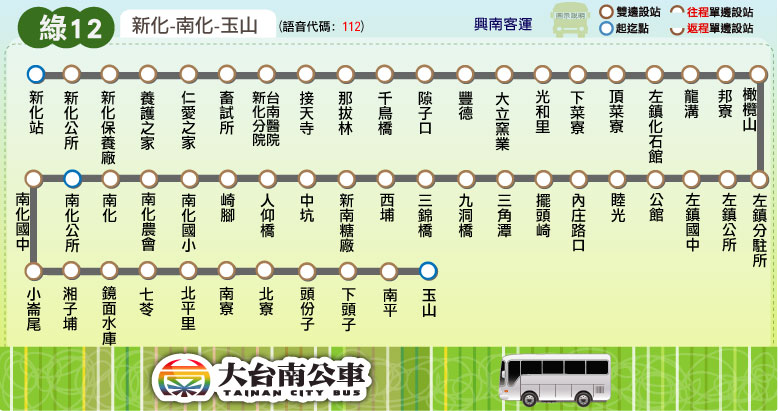 綠12
新化-南化-玉山
(語音代碼: 112)
興南客運
圖示說明
雙邊設站
往程單邊設站
起迄點
返程單邊設站
新化站
新化公所
新化保養廠
養護之家
仁愛之家
畜試所
台南醫院
新化分院
接天寺
那拔林
千鳥橋
隙子口
豐德
大立窯業
光和里
下菜寮
頂菜寮
左鎮化石館
龍溝
邦寮
橄欖山
南化國中
南化公所
南化
南化農會
南化國小
崎腳
人仰橋
中坑
新南糖廠
西埔
三錦橋
九洞橋
三角潭
擺頭崎
內庄路口
睦光
公館
左鎮國中
左鎮公所
左鎮分駐所
小崙尾
湘子埔
鏡面水庫
七苓
北平里
南寮
北寮
頭份子
下頭子
南平
玉山
大台南公車
TAINAN CITY BUS